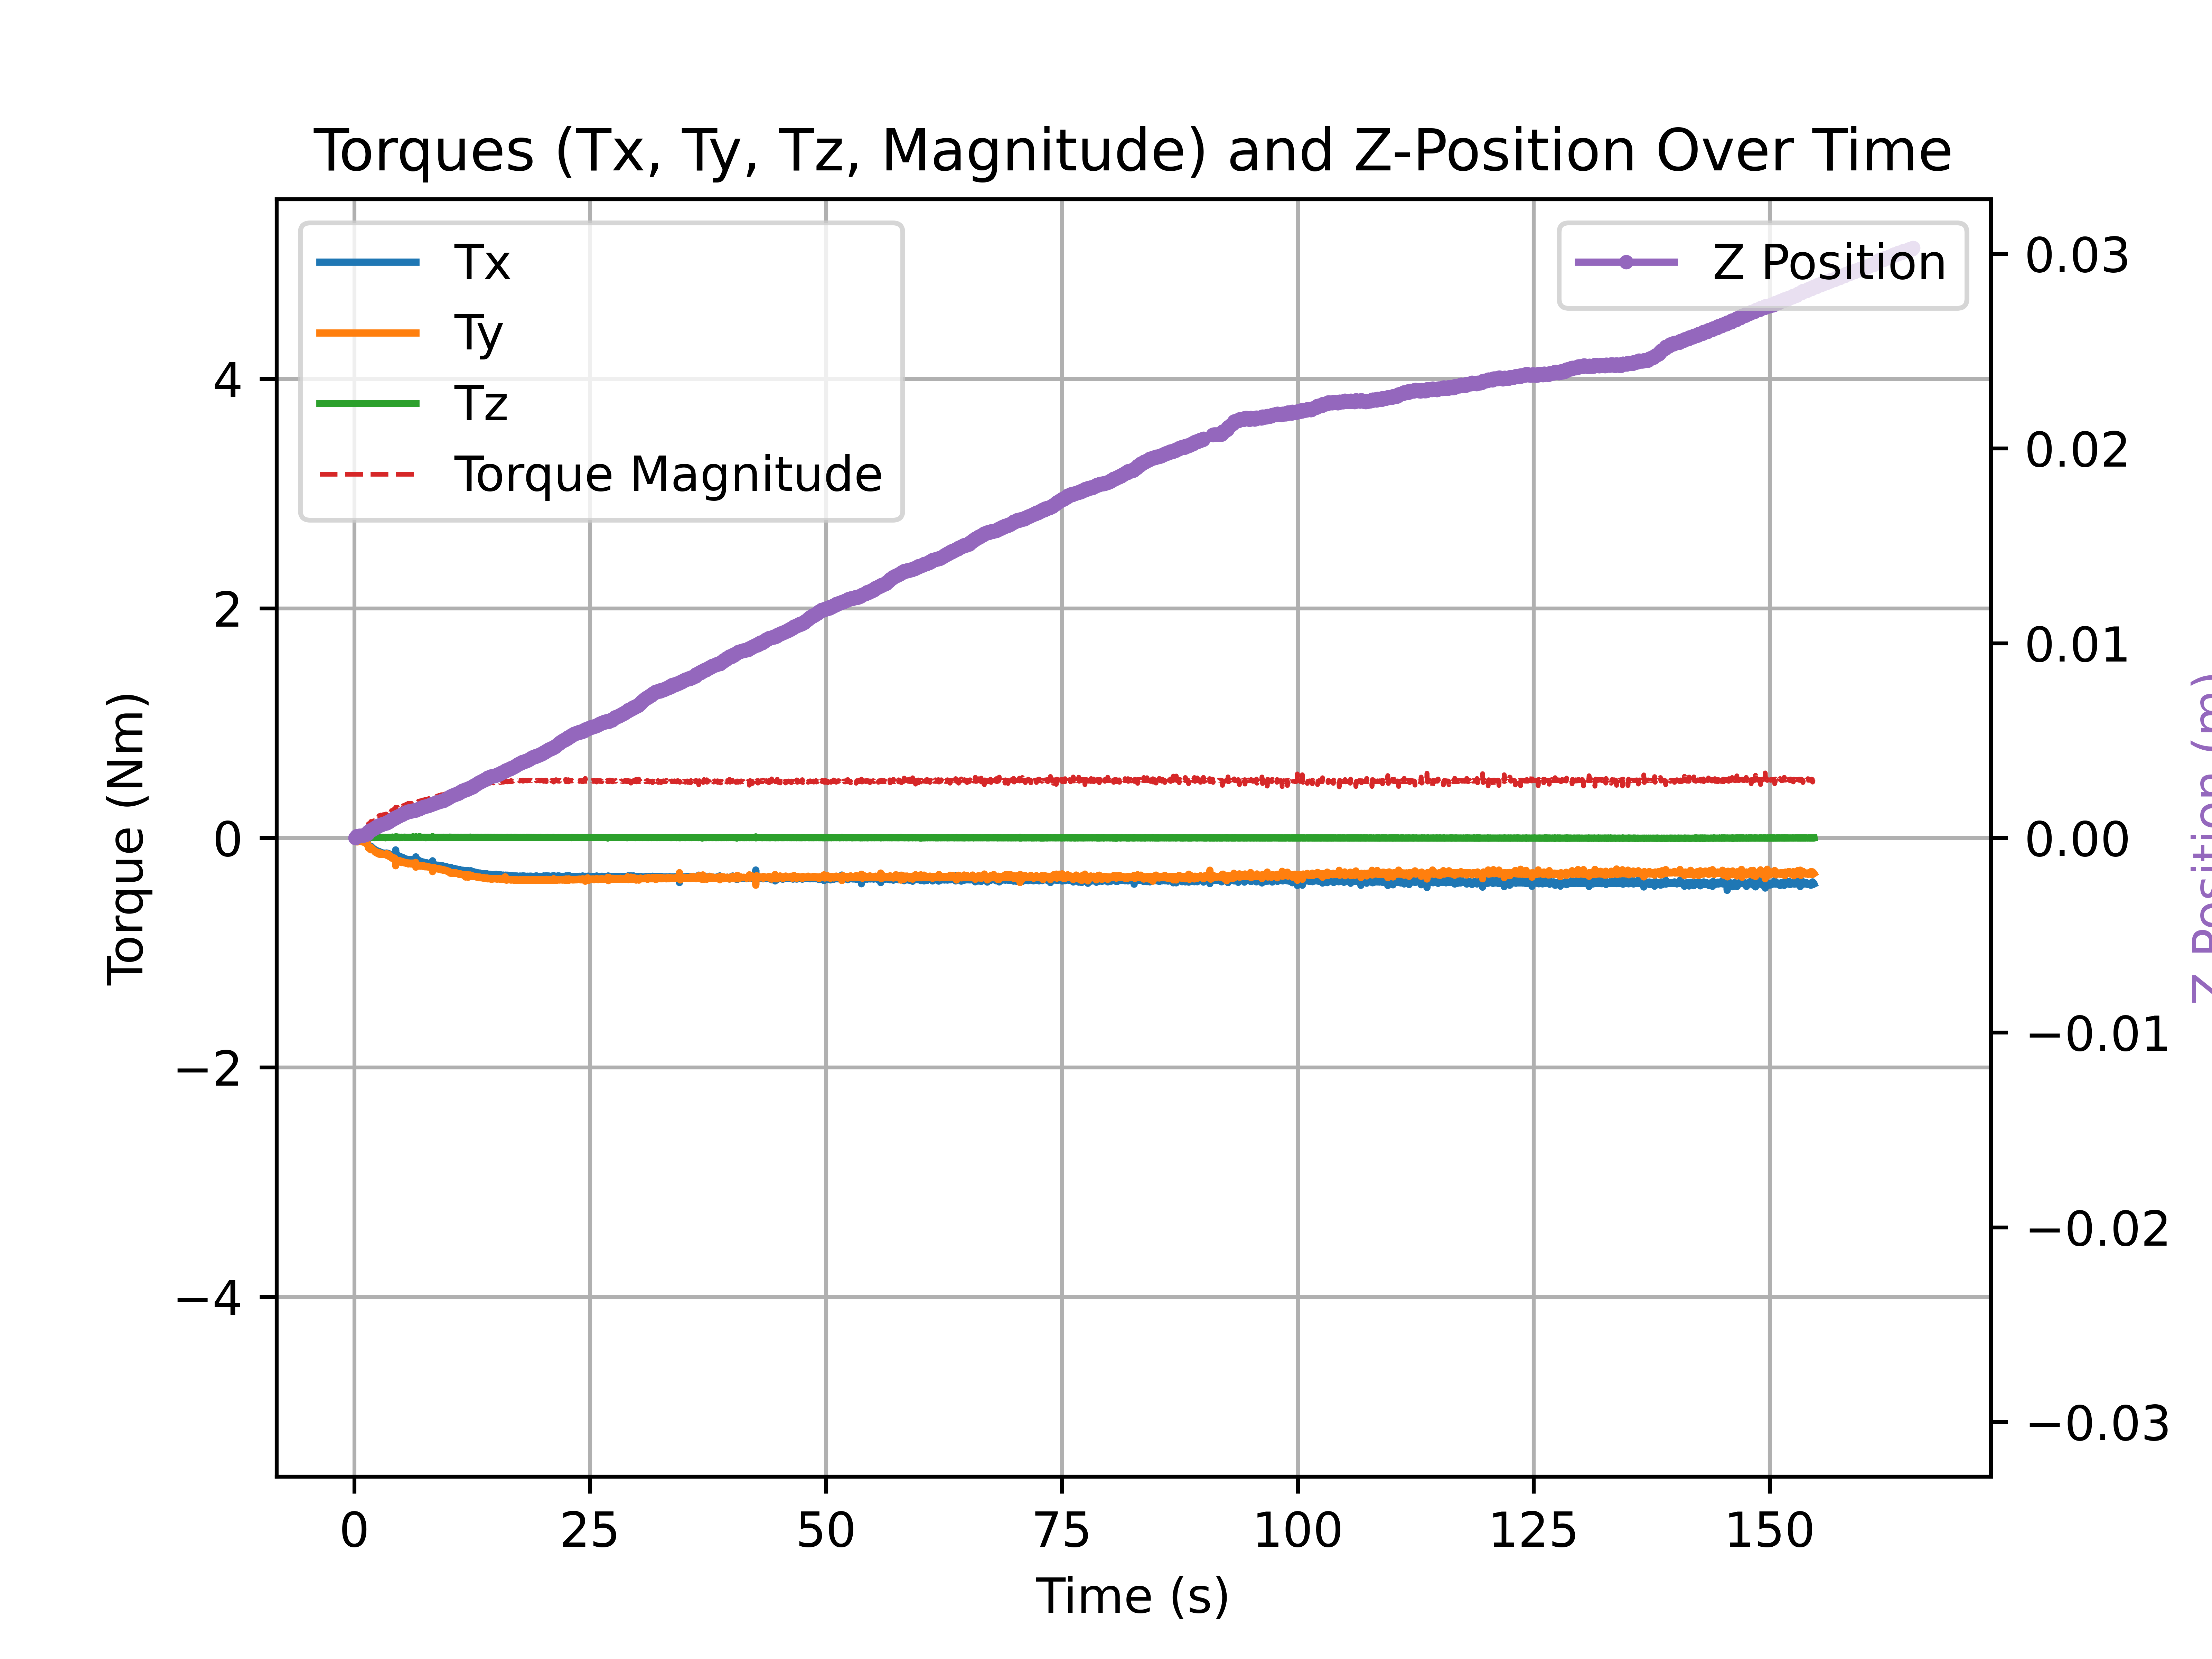 Torques (Tx, Ty, Tz, Magnitude) and Z-Position Over Time
Tx
Ty
Tz
Torque Magnitude
Z Position
4
2
0
−2
−4
Torque (Nm)
0.03
0.02
0.01
0.00
−0.01
−0.02
−0.03
Z Position (m)
0 25 50 75 100 125 150
Time (s)